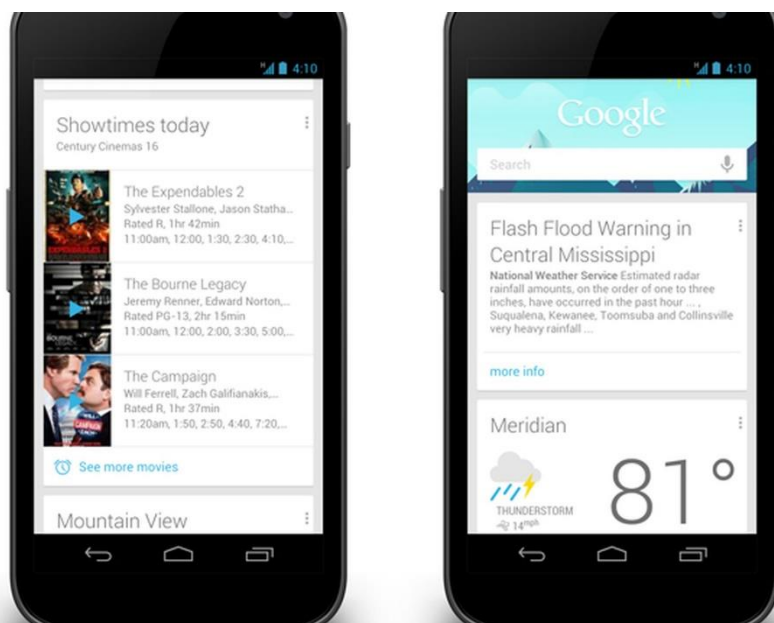 H 4:10
Showtimes today
Century Cinemas 16
The Expendables 2
Sylvester Stallone, Jason Statha...
Rated R, 1hr 42min
11:00am, 12:00, 1:30, 2:30, 4:10,...
The Bourne Legacy
Jeremy Renner, Edward Norton,...
Rated PG-13, 2hr 15min
11:00am, 12:00, 2:00, 3:30, 5:00,...
The Campaign
Will Ferrell, Zach Galifianakis,...
Rated R, 1hr 37min
11:20am, 1:50, 2:50, 4:40, 7:20,...
See more movies
Mountain View
H 4:10
Google
Search
Flash Flood Warning in
Central Mississippi
National Weather Service Estimated radar
rainfall amounts, on the order of one to three
inches, have occurred in the past hour ... ,
Suqualena, Kewanee, Toomsuba and Collinsville
very heavy rainfall ...
more info
Meridian
81°
THUNDERSTORM
14mph